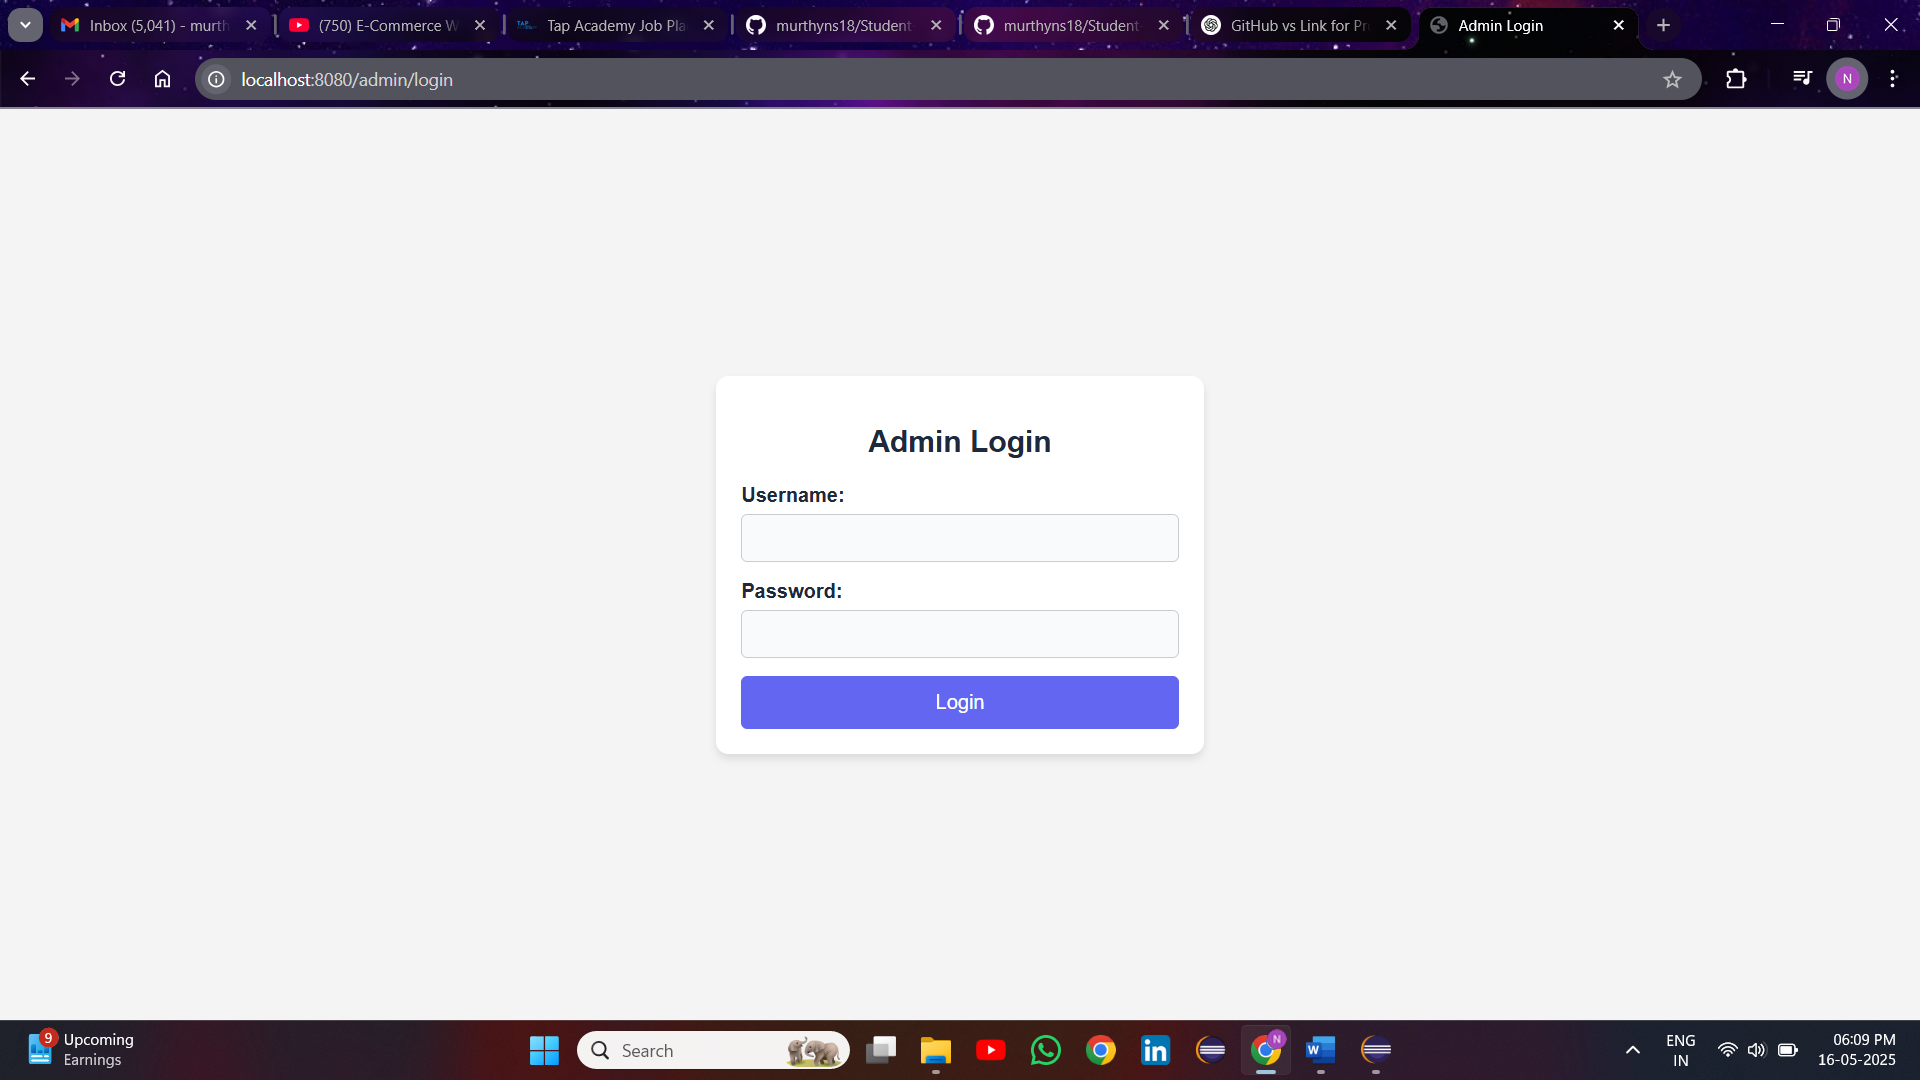 Inbox (5,041) - murth
(750) E-Commerce W
TAP
Tap Academy Job Pla
murthyns18/Student
murthyns18/Student-
GitHub vs Link for Pr
Admin Login
localhost:8080/admin/login
N
Admin Login
Username:
Password:
Login
9
Upcoming
Earnings
Search
in
N
W
ENG
IN
06:09 PM
16-05-2025